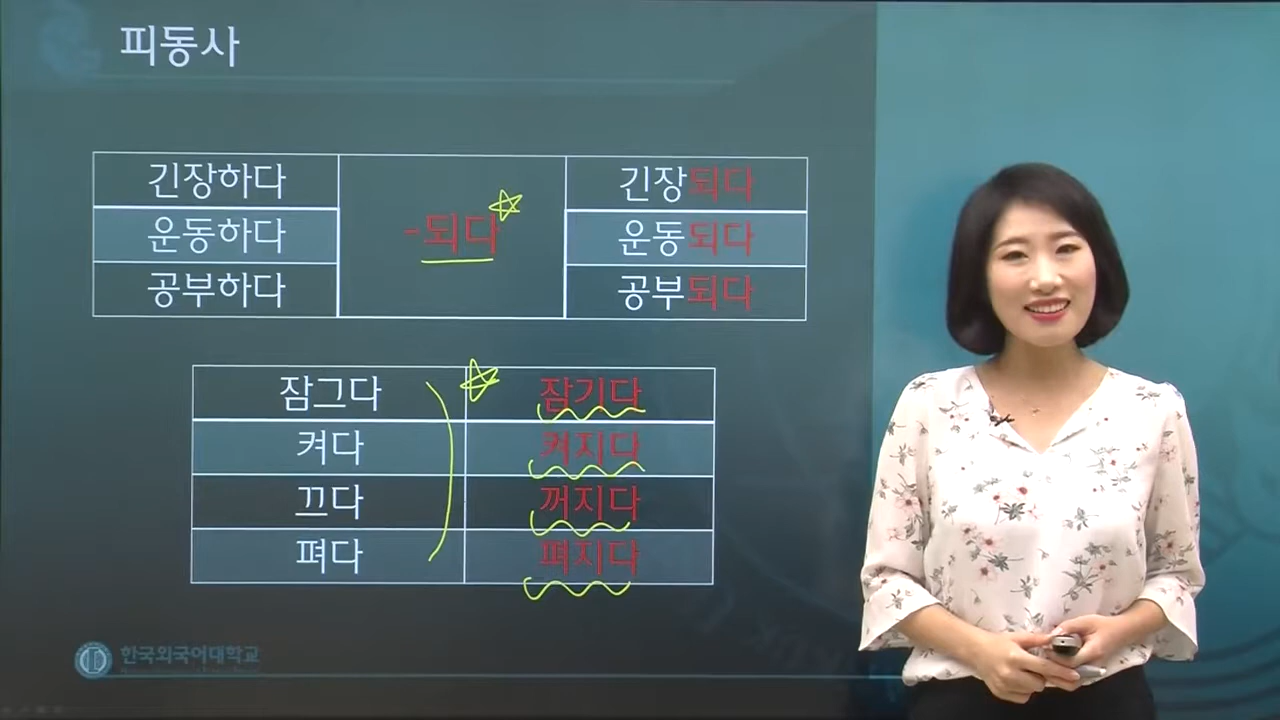 피동사
긴장하다 -되다 긴장되다
운동하다 운동되다
공부하다 공부되다
잠그다 잠기다
켜다 켜지다
끄다 꺼지다
펴다 펴지다
한국외국어대학교